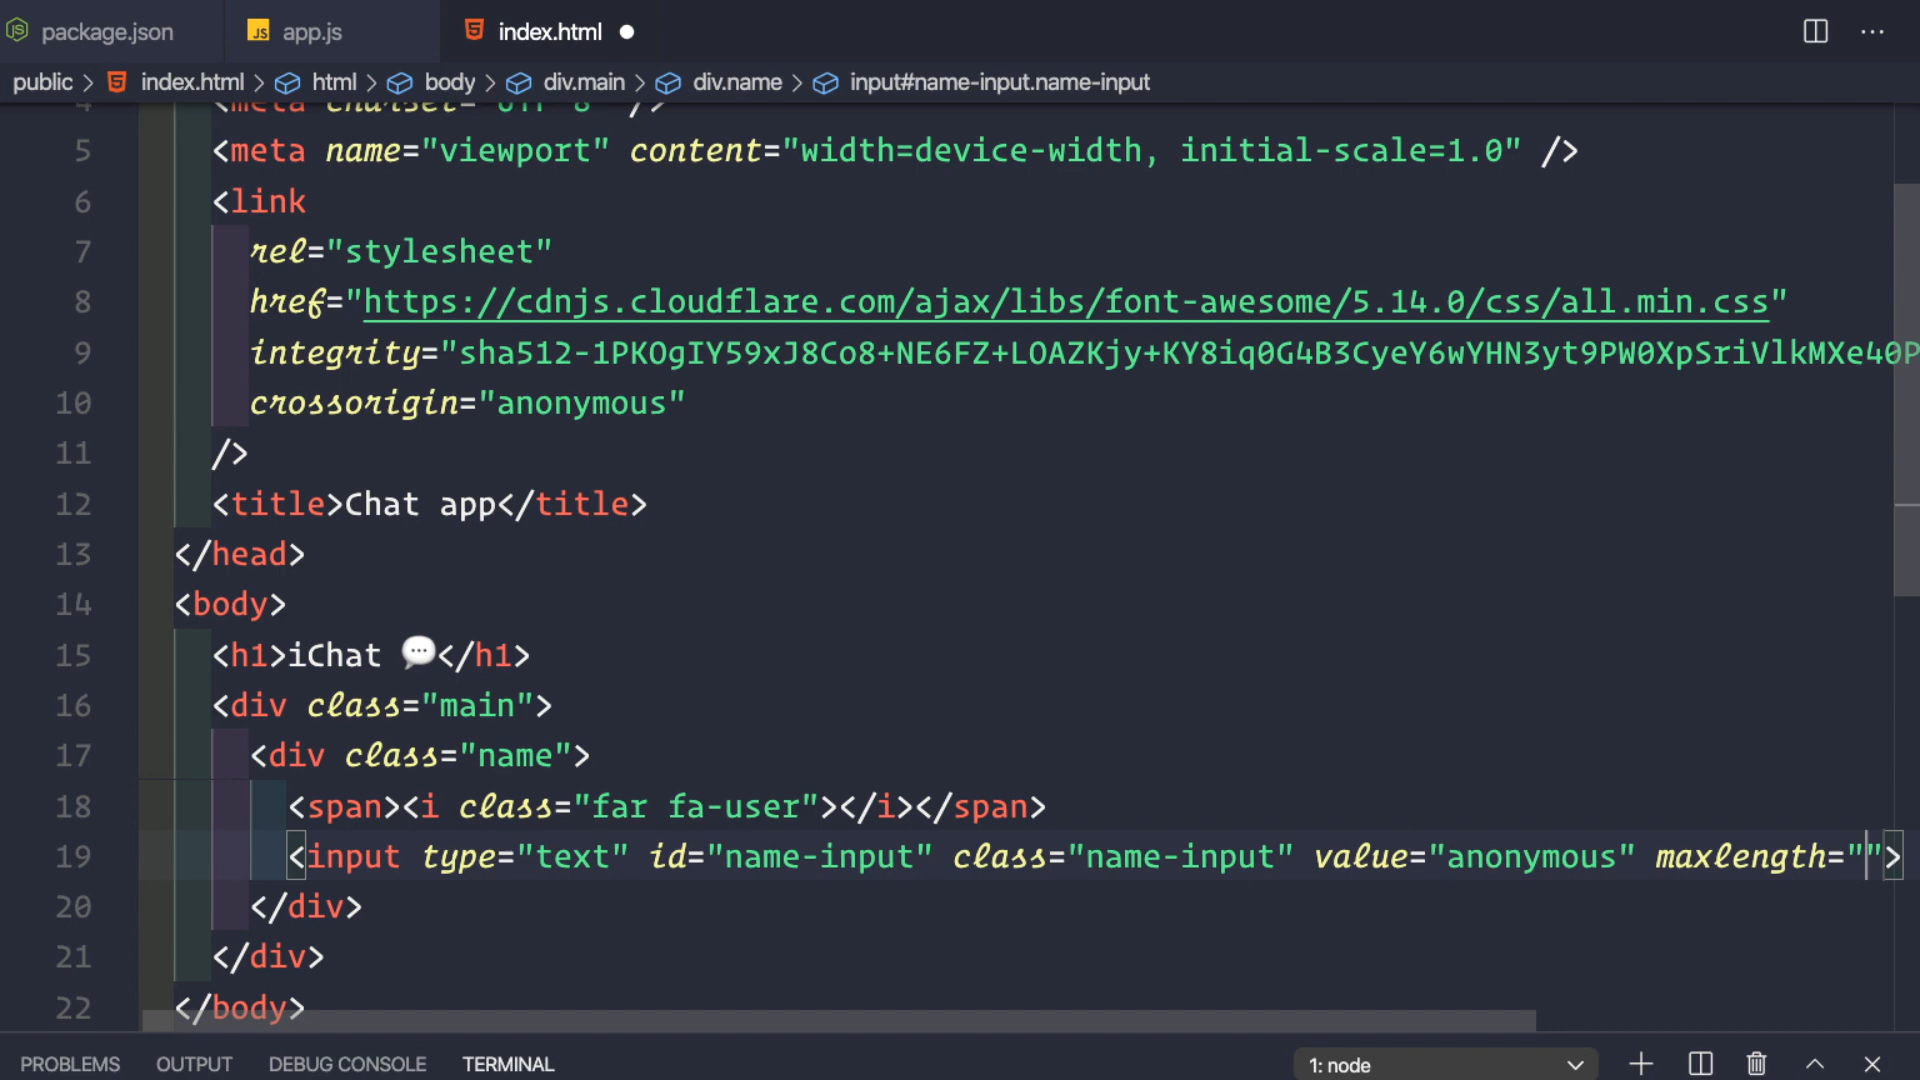 package.json
JS app.js
index.html
public > index.html > html > body > div.main > div.name > input#name-input.name-input
4 <meta charset="UTF-8" />
5 <meta name="viewport" content="width=device-width, initial-scale=1.0" />
6 <link
7 rel="stylesheet"
8 href="https://cdnjs.cloudflare.com/ajax/libs/font-awesome/5.14.0/css/all.min.css"
9 integrity="sha512-1PKOgIY59xJ8Co8+NE6FZ+LOAZKjy+KY8iq0G4B3CyeY6wYHN3yt9PW0XpSriVlkMXe40P
10 crossorigin="anonymous"
11 />
12 <title>Chat app</title>
13 </head>
14 <body>
15 <h1>iChat 💬</h1>
16 <div class="main">
17 <div class="name">
18 <span><i class="far fa-user"></i></span>
19 <input type="text" id="name-input" class="name-input" value="anonymous" maxlength="">
20 </div>
21 </div>
22 </body>
PROBLEMS OUTPUT DEBUG CONSOLE TERMINAL 1: node